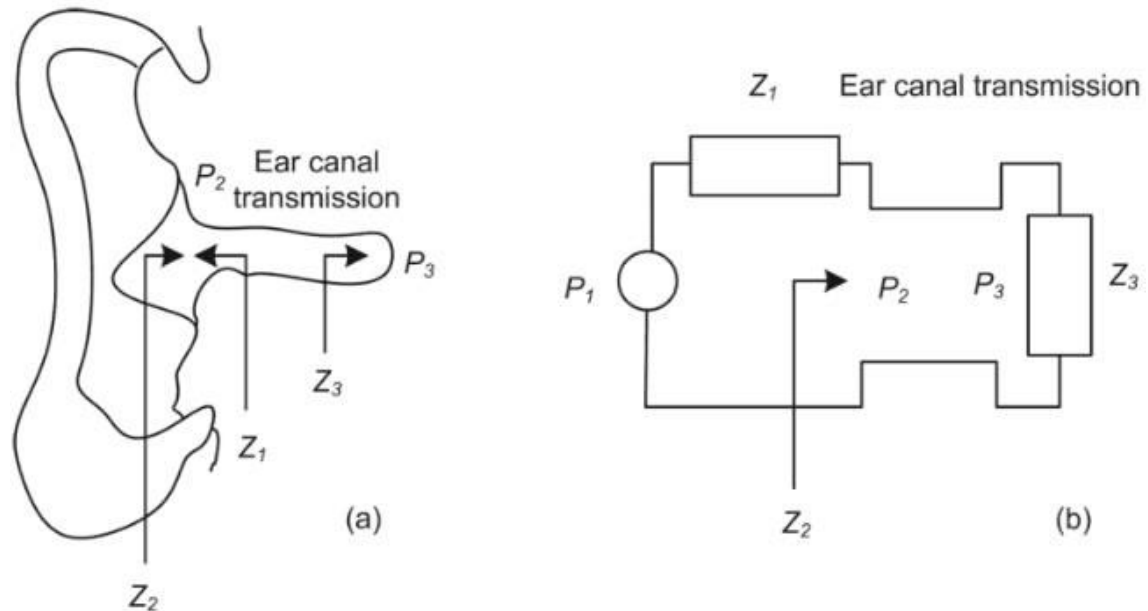 P2
Ear canal
transmission
P3
Z3
Z1
(a)
Z2
Z1
Ear canal transmission
P1
P2
P3
Z3
Z2
(b)